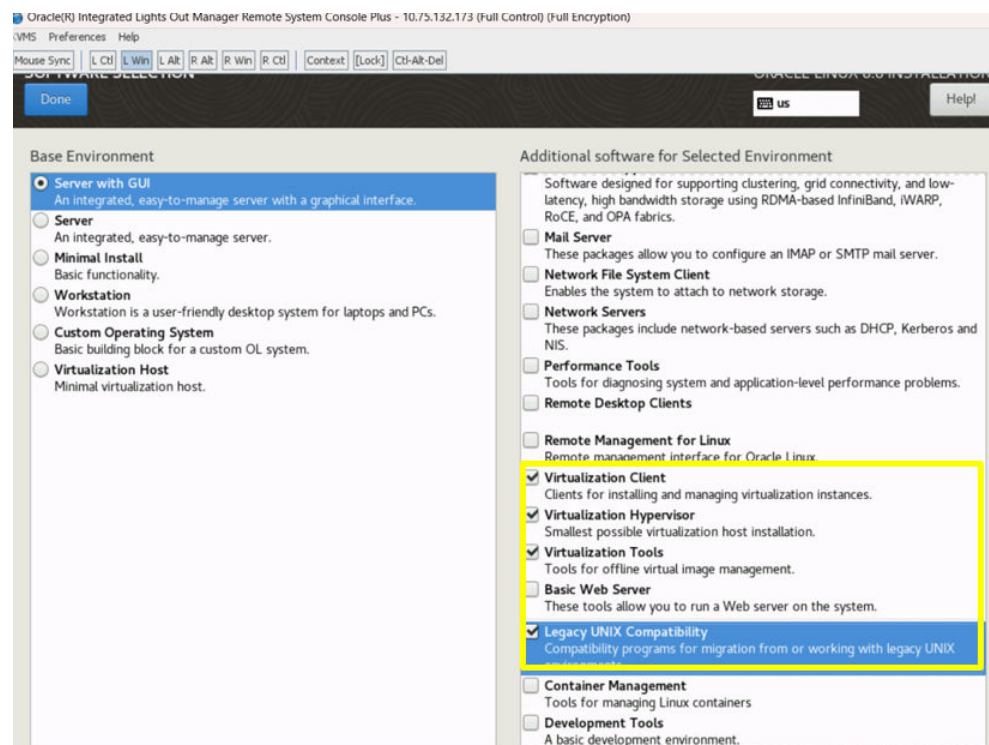 Oracle(R) Integrated Lights Out Manager Remote System Console Plus - 10.75.132.173 (Full Control) (Full Encryption)
KVMS Preferences Help
Mouse Sync L Ctl L Win L Alt R Alt R Win R Ctl Context [Lock] Ctl-Alt-Del
SOFTWARE SELECTION
ORACLE LINUX 8.6 INSTALLATION
Done
us
Help!
Base Environment
Server with GUI
An integrated, easy-to-manage server with a graphical interface.
Server
An integrated, easy-to-manage server.
Minimal Install
Basic functionality.
Workstation
Workstation is a user-friendly desktop system for laptops and PCs.
Custom Operating System
Basic building block for a custom OL system.
Virtualization Host
Minimal virtualization host.
Additional software for Selected Environment
Software designed for supporting clustering, grid connectivity, and low-
latency, high bandwidth storage using RDMA-based InfiniBand, iWARP,
RoCE, and OPA fabrics.
Mail Server
These packages allow you to configure an IMAP or SMTP mail server.
Network File System Client
Enables the system to attach to network storage.
Network Servers
These packages include network-based servers such as DHCP, Kerberos and
NIS.
Performance Tools
Tools for diagnosing system and application-level performance problems.
Remote Desktop Clients
Remote Management for Linux
Remote management interface for Oracle Linux.
Virtualization Client
Clients for installing and managing virtualization instances.
Virtualization Hypervisor
Smallest possible virtualization host installation.
Virtualization Tools
Tools for offline virtual image management.
Basic Web Server
These tools allow you to run a Web server on the system.
Legacy UNIX Compatibility
Compatibility programs for migration from or working with legacy UNIX
environments.
Container Management
Tools for managing Linux containers
Development Tools
A basic development environment.